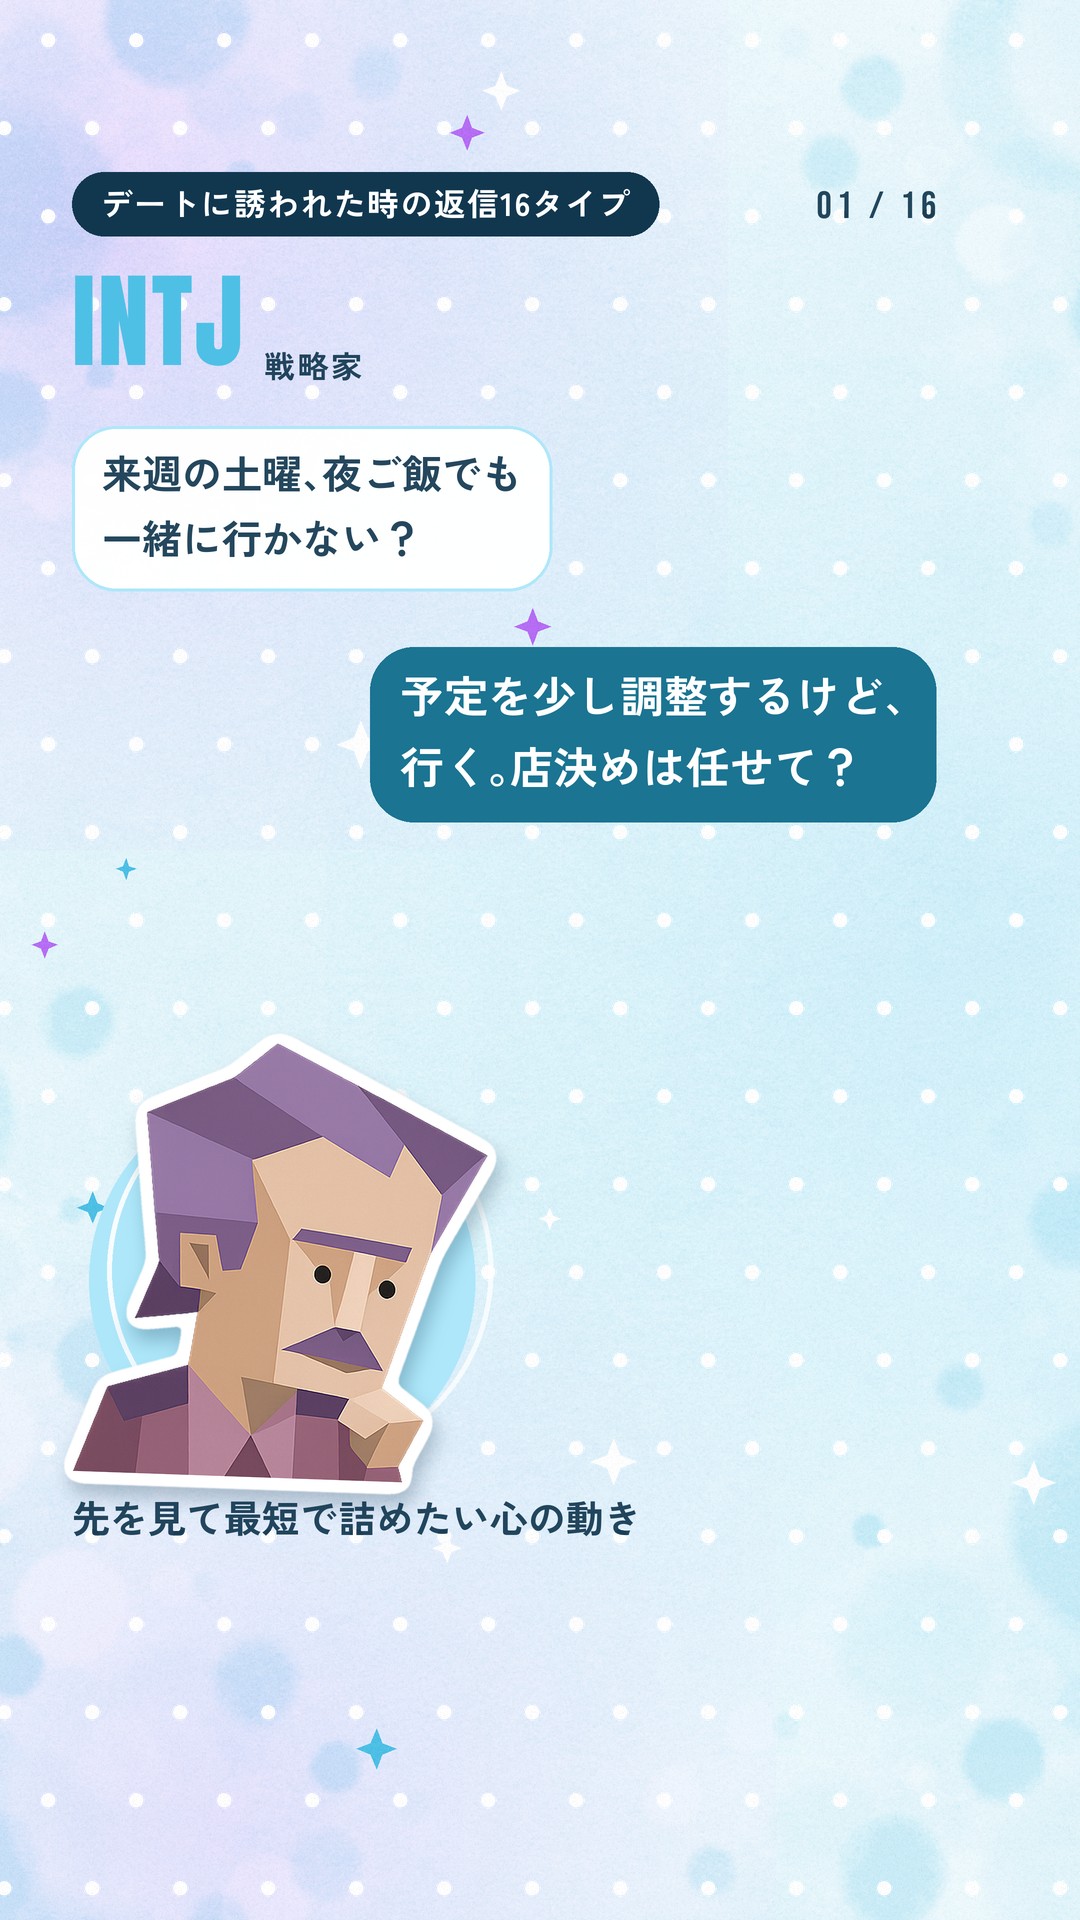 デートに誘われた時の返信16タイプ
01 / 16
INTJ
戦略家
来週の土曜、夜ご飯でも
一緒に行かない？
予定を少し調整するけど、
行く。店決めは任せて？
先を見て最短で詰めたい心の動き